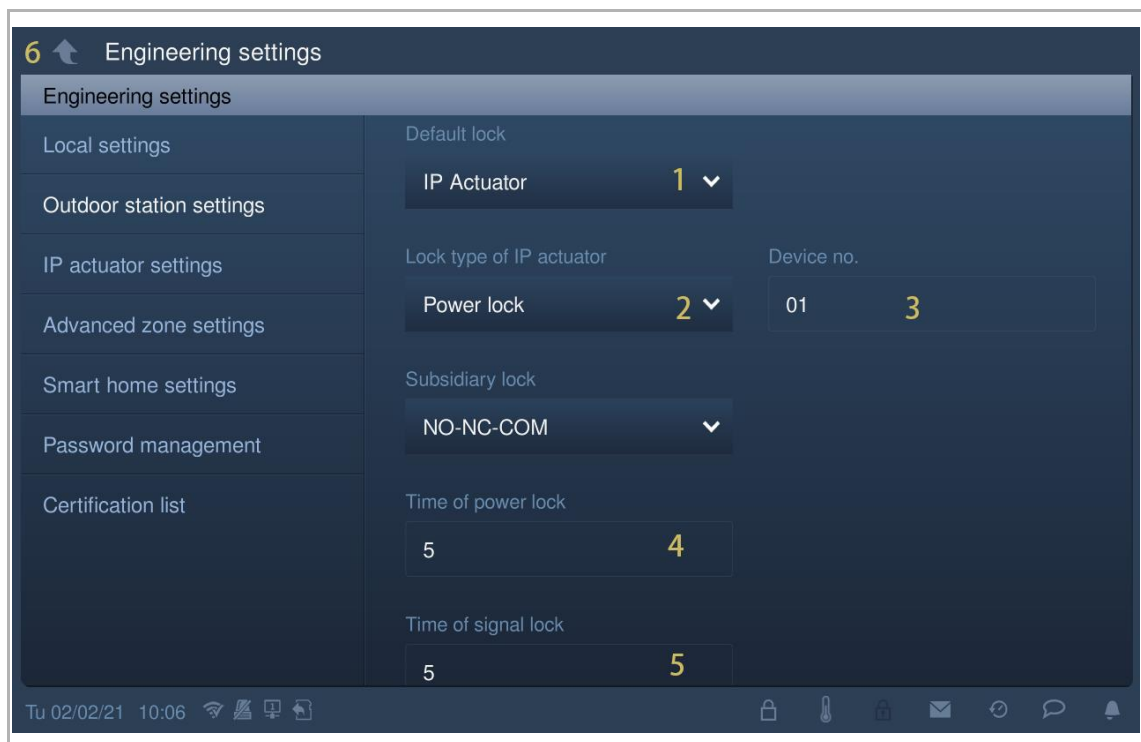 6 Engineering settings
Engineering settings
Local settings
Outdoor station settings
IP actuator settings
Advanced zone settings
Smart home settings
Password management
Certification list
Default lock
IP Actuator 1
Lock type of IP actuator
Power lock 2
Device no.
01 3
Subsidiary lock
NO-NC-COM
Time of power lock
5 4
Time of signal lock
5 5
Tu 02/02/21 10:06 1